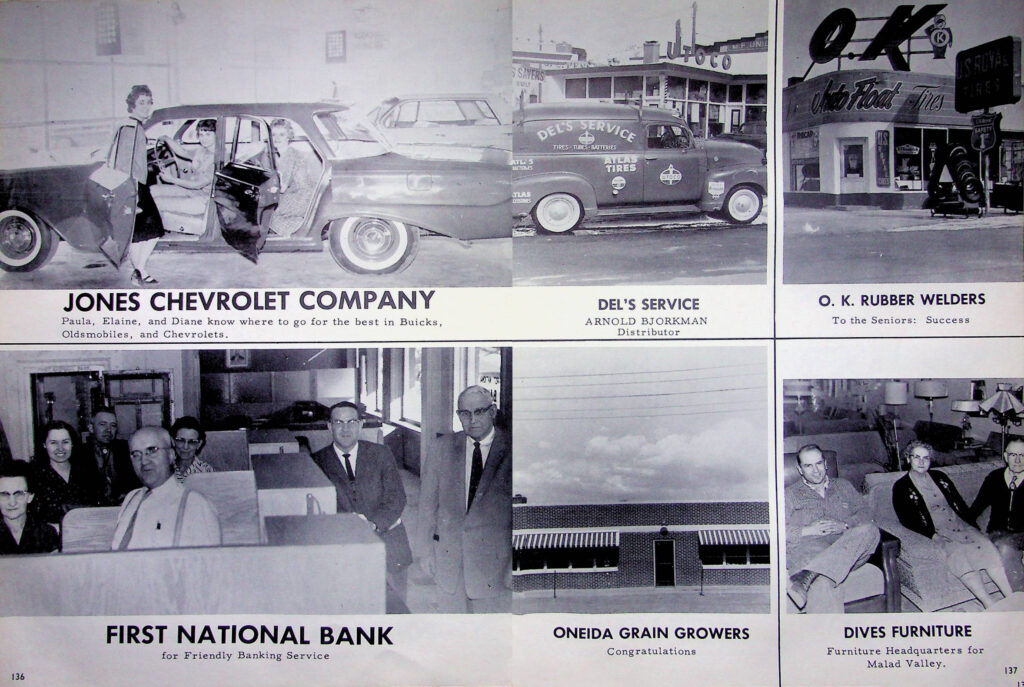 UTOCO
DEL'S SERVICE
TIRES-TUBES-BATTERIES
ATLAS
TIRES
O.K.
Auto Float Tires
U.S. ROYAL
TIRES
JONES CHEVROLET COMPANY
Paula, Elaine, and Diane know where to go for the best in Buicks,
Oldsmobiles, and Chevrolets.
DEL'S SERVICE
ARNOLD BJORKMAN
Distributor
O. K. RUBBER WELDERS
To the Seniors: Success
FIRST NATIONAL BANK
for Friendly Banking Service
136
ONEIDA GRAIN GROWERS
Congratulations
DIVES FURNITURE
Furniture Headquarters for
Malad Valley.
137